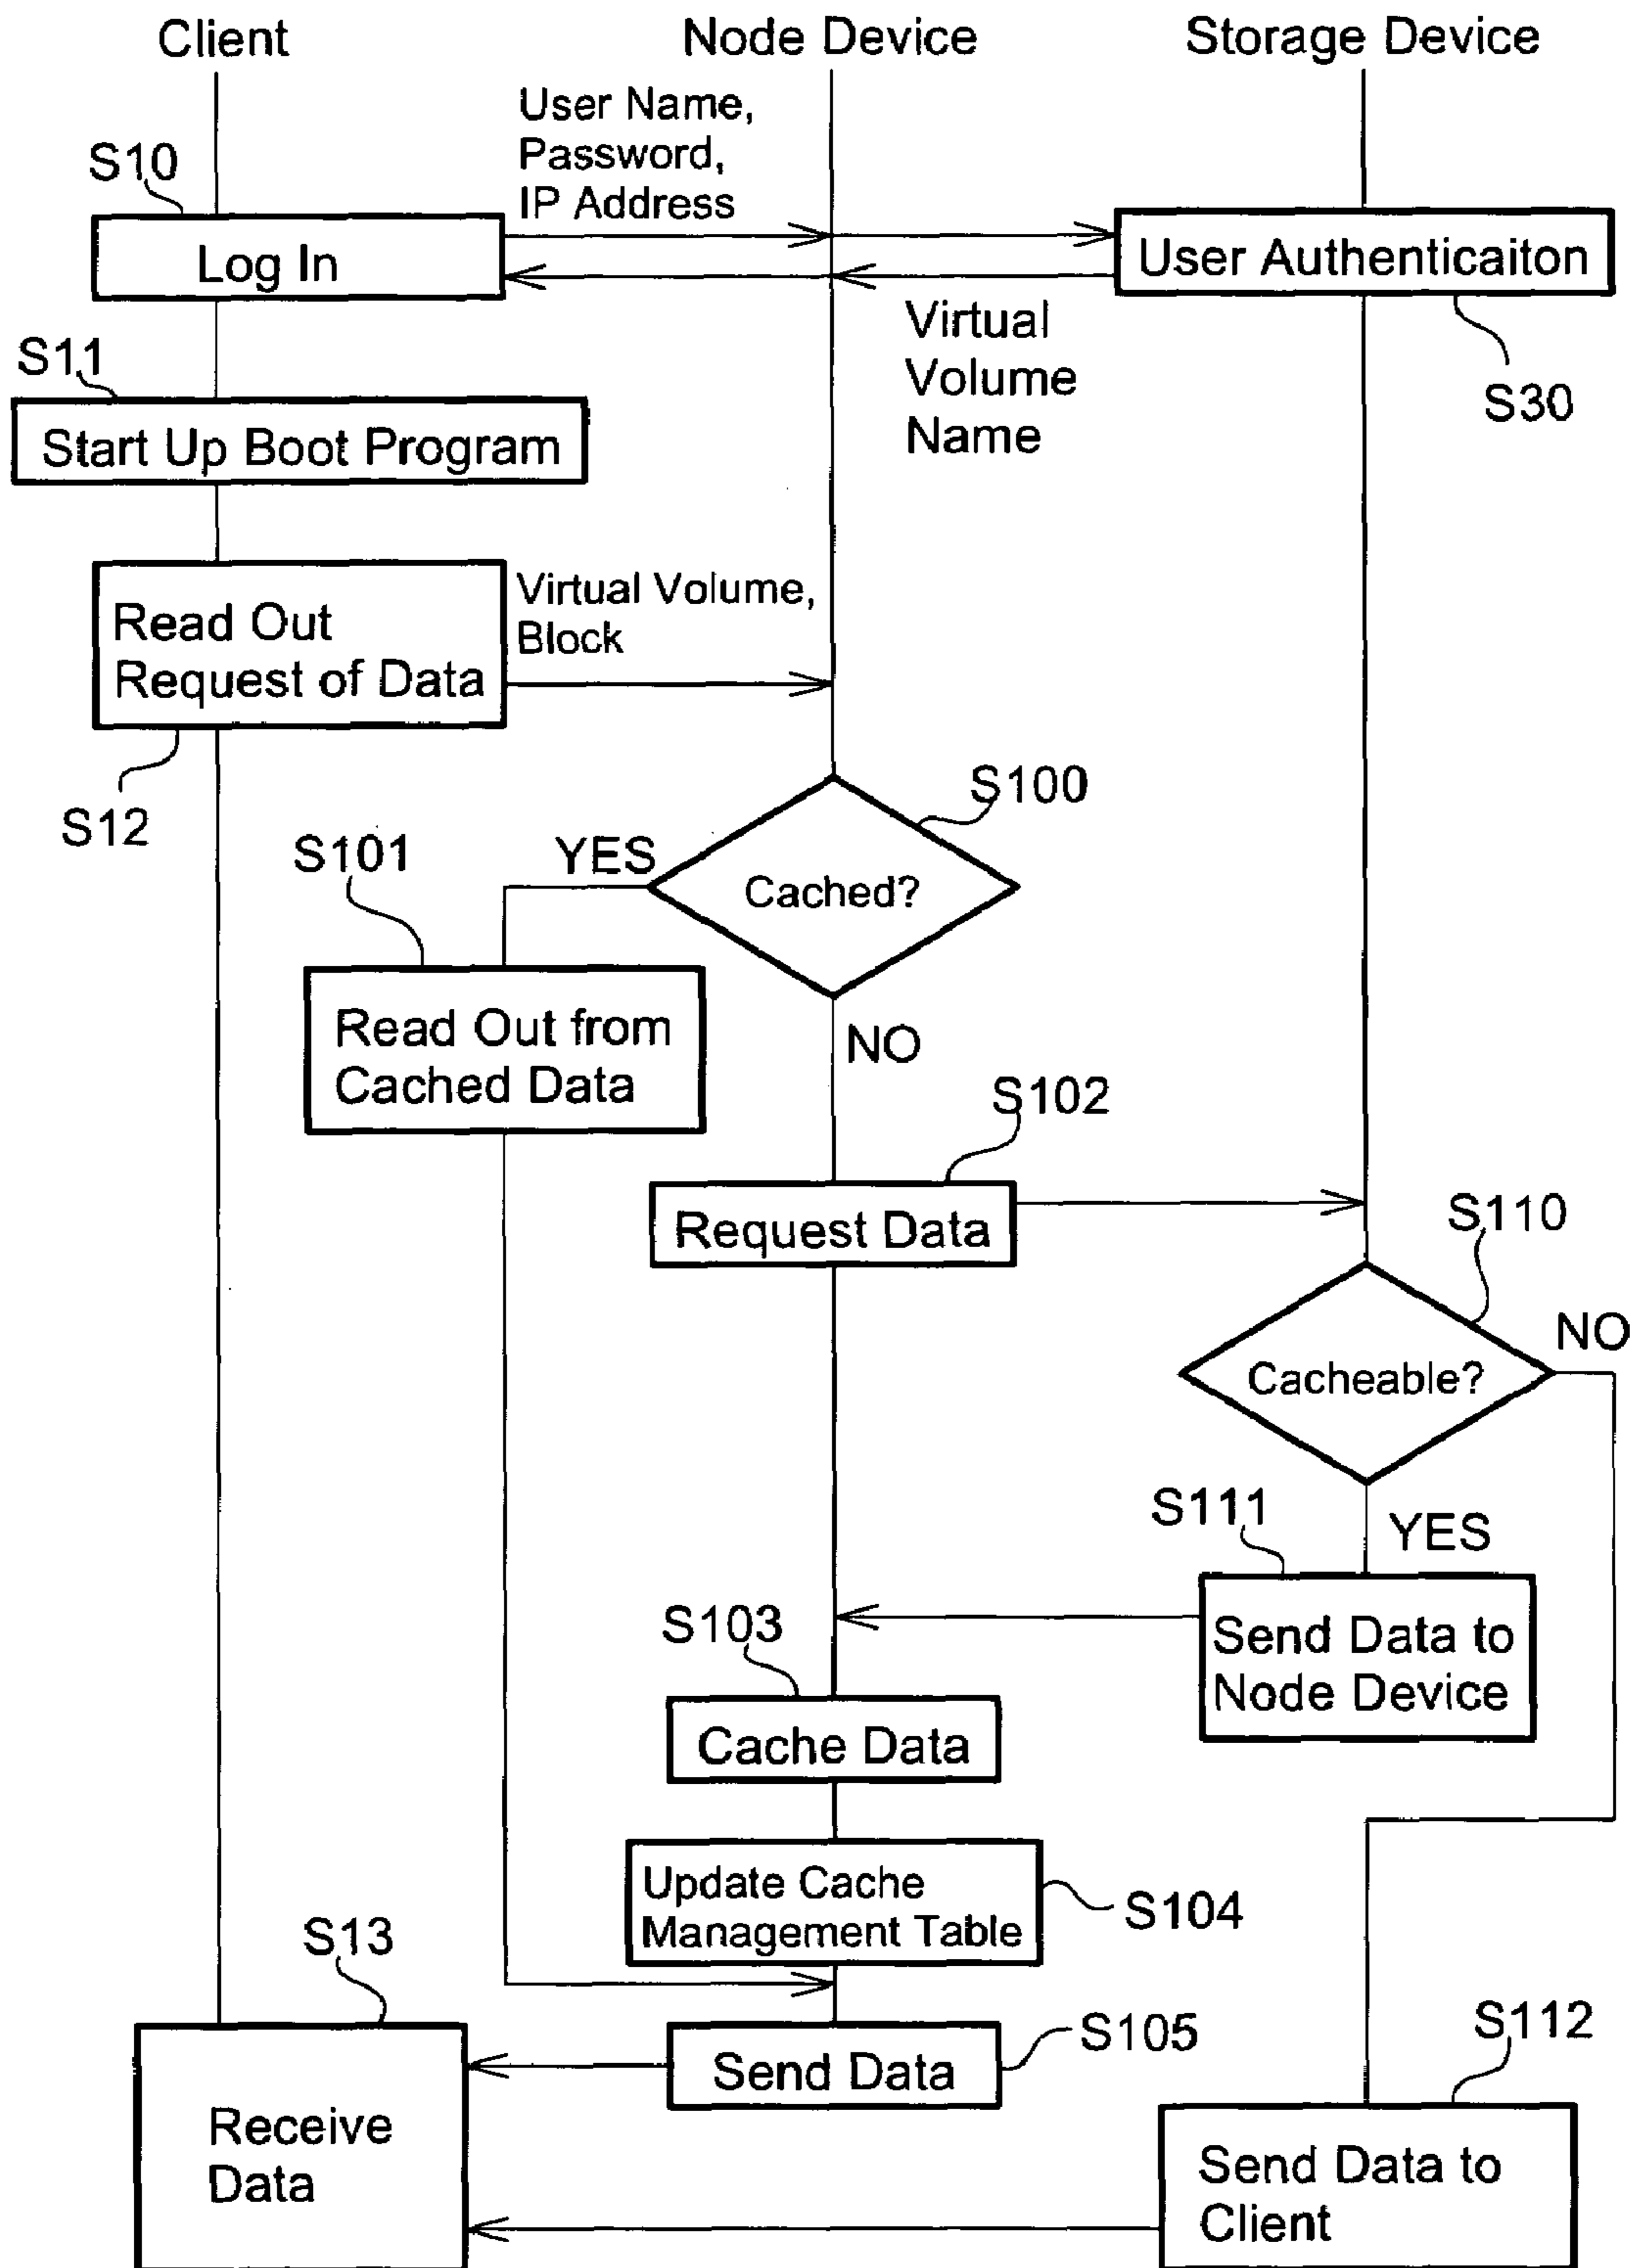 Client
Node Device
Storage Device
User Name,
Password,
IP Address
S10
Log In
User Authenticaiton
Virtual
Volume
Name
S30
S11
Start Up Boot Program
Read Out
Request of Data
Virtual Volume,
Block
S12
S100
Cached?
YES
S101
Read Out from
Cached Data
NO
S102
Request Data
S110
Cacheable?
NO
YES
S111
Send Data to
Node Device
S103
Cache Data
Update Cache
Management Table
S104
S13
S105
Send Data
S112
Receive
Data
Send Data to
Client